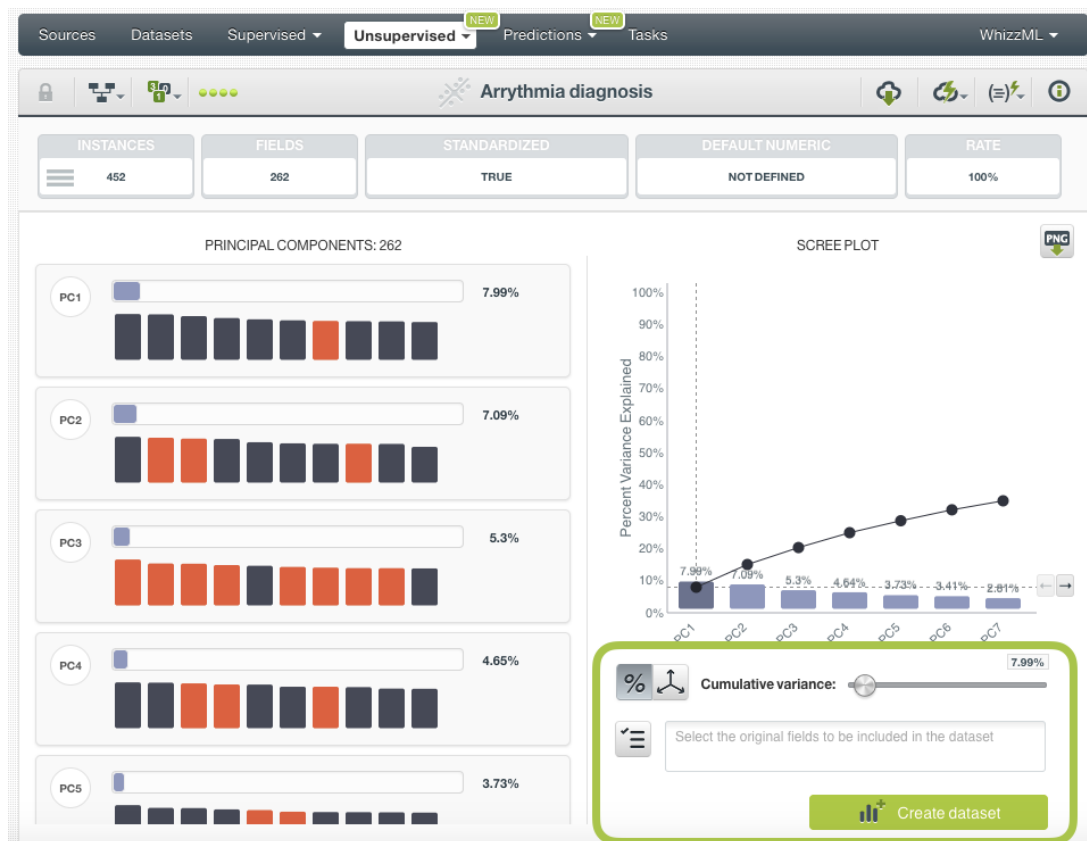 NEW NEW
Sources Datasets Supervised Unsupervised Predictions Tasks WhizzML
Arrythmia diagnosis
INSTANCES FIELDS STANDARDIZED DEFAULT NUMERIC RATE
452 262 TRUE NOT DEFINED 100%
PRINCIPAL COMPONENTS: 262
PC1 7.99%
PC2 7.09%
PC3 5.3%
PC4 4.65%
PC5 3.73%
SCREE PLOT
PNG
Percent Variance Explained
100%
90%
80%
70%
60%
50%
40%
30%
20%
10%
0%
7.99% 7.09% 5.3% 4.64% 3.73% 3.41% 2.81%
PC1 PC2 PC3 PC4 PC5 PC6 PC7
7.99%
% Cumulative variance:
Select the original fields to be included in the dataset
Create dataset